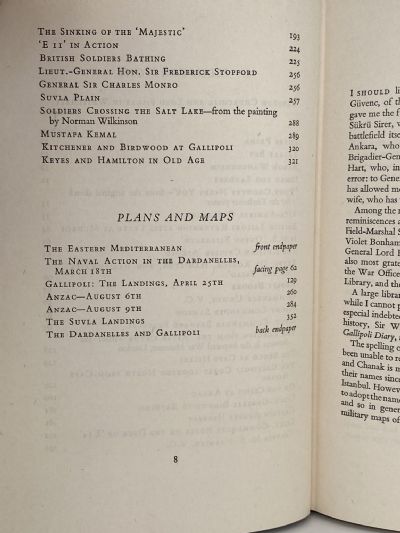 The Sinking of the ‘Majestic’ 193
‘E 11’ in Action 224
British Soldiers Bathing 225
Lieut.-General Hon. Sir Frederick Stopford 256
General Sir Charles Monro 256
Suvla Plain 257
Soldiers Crossing the Salt Lake—from the painting
by Norman Wilkinson 288
Mustapa Kemal 289
Kitchener and Birdwood at Gallipoli 320
Keyes and Hamilton in Old Age 321
PLANS AND MAPS
The Eastern Mediterranean front endpaper
The Naval Action in the Dardanelles,
March 18th facing page 62
Gallipoli: The Landings, April 25th 129
Anzac—August 6th 260
Anzac—August 9th 284
The Suvla Landings 352
The Dardanelles and Gallipoli back endpaper
8
I should
Güvenc, of
gave me the
Şükrü Sirer,
battlefield
Ankara, who
Brigadier-Gen
Hart, who, in
error: to Gene
has allowed m
wife, who has
Among the
reminiscences a
Field-Marshal S
Violet Bonham
General Lord
also most grate
the War Office
Library, and the
A large librar
while I cannot p
especial indebted
history, Sir W
Gallipoli Diary,
The spelling o
been unable to re
and Chanak is m
their names since
Istanbul. Howev
to adopt the name
and so in gener
military maps of